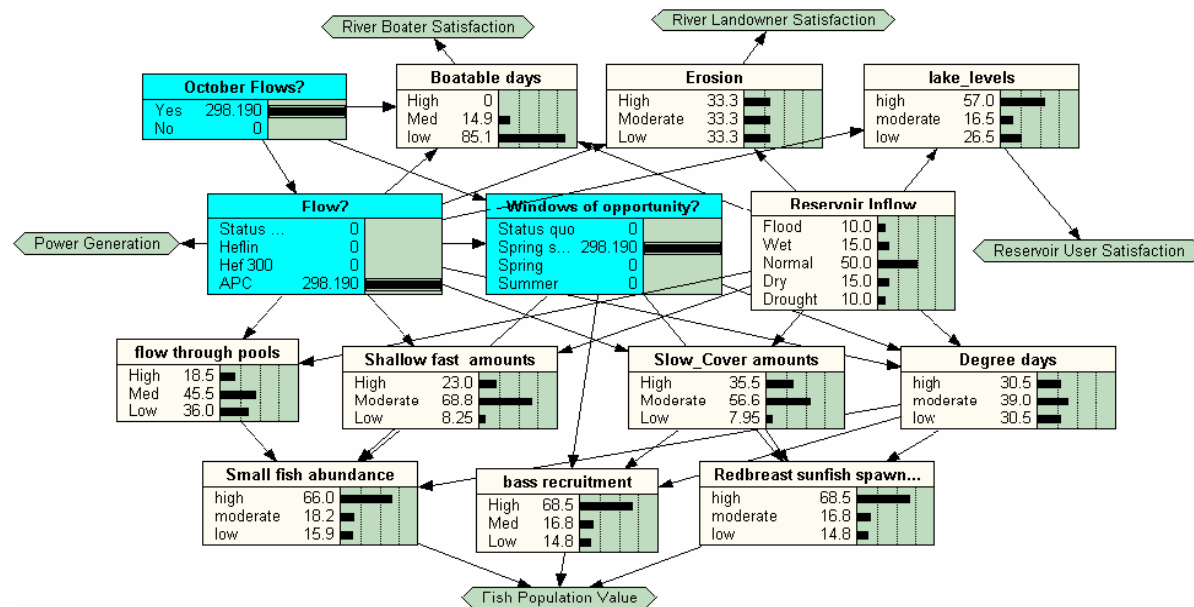 River Boater Satisfaction
River Landowner Satisfaction
October Flows?
Yes 298.190
No 0
Boatable days
High 0
Med 14.9
low 85.1
Erosion
High 33.3
Moderate 33.3
Low 33.3
lake_levels
high 57.0
moderate 16.5
low 26.5
Power Generation
Flow?
Status ... 0
Heflin 0
Hef 300 0
APC 298.190
Windows of opportunity?
Status quo 0
Spring s... 298.190
Spring 0
Summer 0
Reservoir Inflow
Flood 10.0
Wet 15.0
Normal 50.0
Dry 15.0
Drought 10.0
Reservoir User Satisfaction
flow through pools
High 18.5
Med 45.5
Low 36.0
Shallow fast_amounts
High 23.0
Moderate 68.8
Low 8.25
Slow_Cover amounts
High 35.5
Moderate 56.6
Low 7.95
Degree days
high 30.5
moderate 39.0
low 30.5
Small fish abundance
high 66.0
moderate 18.2
low 15.9
bass recruitment
High 68.5
Med 16.8
Low 14.8
Redbreast sunfish spawn...
high 68.5
moderate 16.8
low 14.8
Fish Population Value